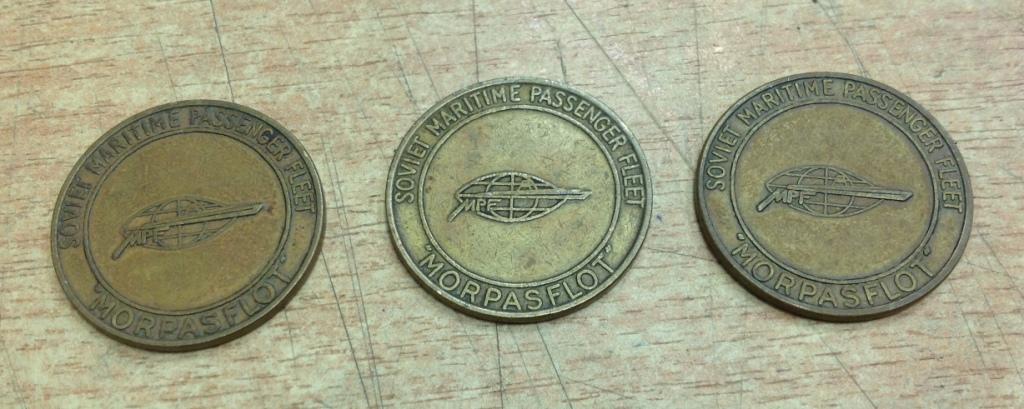 SOVIET MARITIME PASSENGER FLEET
MPF
"MORPASFLOT"
SOVIET MARITIME PASSENGER FLEET
MPF
"MORPASFLOT"
SOVIET MARITIME PASSENGER FLEET
MPF
"MORPASFLOT"